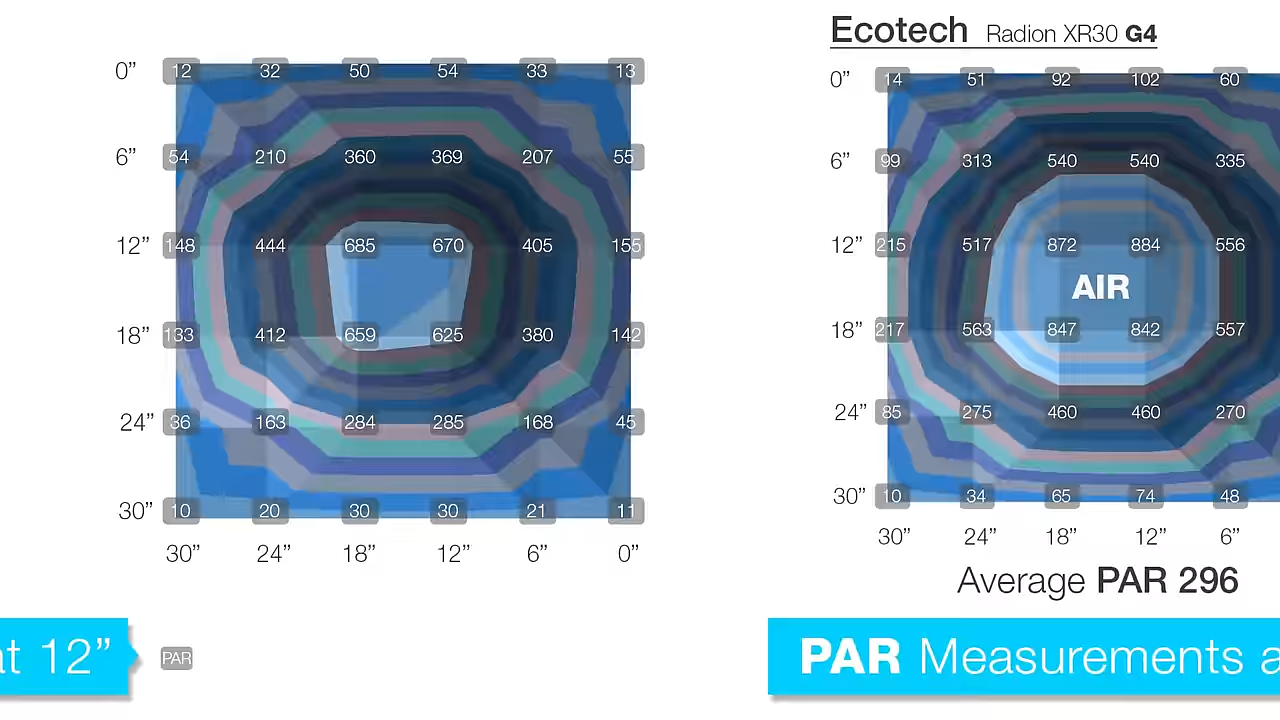 0” 12 32 50 54 33 13
6” 54 210 360 369 207 55
12” 148 444 685 670 405 155
18” 133 412 659 625 380 142
24” 36 163 284 285 168 45
30” 10 20 30 30 21 11
30” 24” 18” 12” 6” 0”
at 12”
PAR
Ecotech Radion XR30 G4
0” 14 51 92 102 60
6” 99 313 540 540 335
12” 215 517 872 884 556
AIR
18” 217 563 847 842 557
24” 85 275 460 460 270
30” 10 34 65 74 48
30” 24” 18” 12” 6”
Average PAR 296
PAR Measurements a